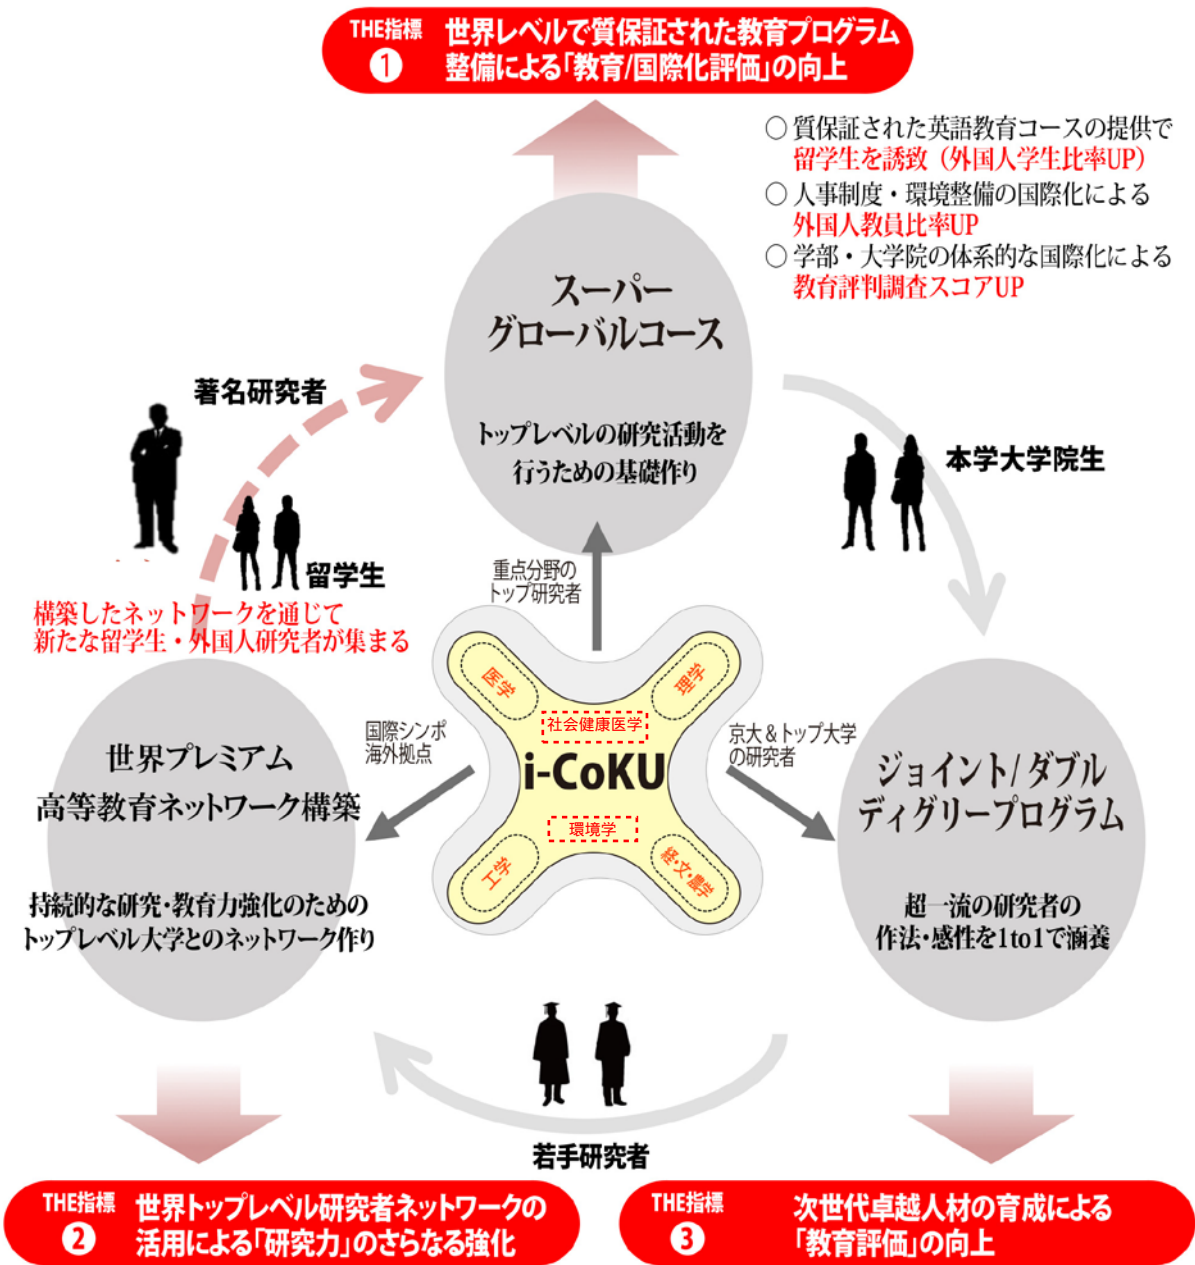 THE指標
❶
世界レベルで質保証された教育プログラム
整備による「教育/国際化評価」の向上
○ 質保証された英語教育コースの提供で
留学生を誘致（外国人学生比率UP）
○ 人事制度・環境整備の国際化による
外国人教員比率UP
○ 学部・大学院の体系的な国際化による
教育評判調査スコアUP
スーパー
グローバルコース
トップレベルの研究活動を
行うための基礎作り
著名研究者
留学生
構築したネットワークを通じて
新たな留学生・外国人研究者が集まる
本学大学院生
重点分野の
トップ研究者
医学
理学
社会健康医学
i-CoKU
環境学
工学
経・文・農学
国際シンポ
海外拠点
京大＆トップ大学
の研究者
世界プレミアム
高等教育ネットワーク構築
持続的な研究・教育力強化のための
トップレベル大学とのネットワーク作り
ジョイント/ダブル
ディグリープログラム
超一流の研究者の
作法・感性を1to1で涵養
若手研究者
THE指標
❷
世界トップレベル研究者ネットワークの
活用による「研究力」のさらなる強化
THE指標
❸
次世代卓越人材の育成による
「教育評価」の向上